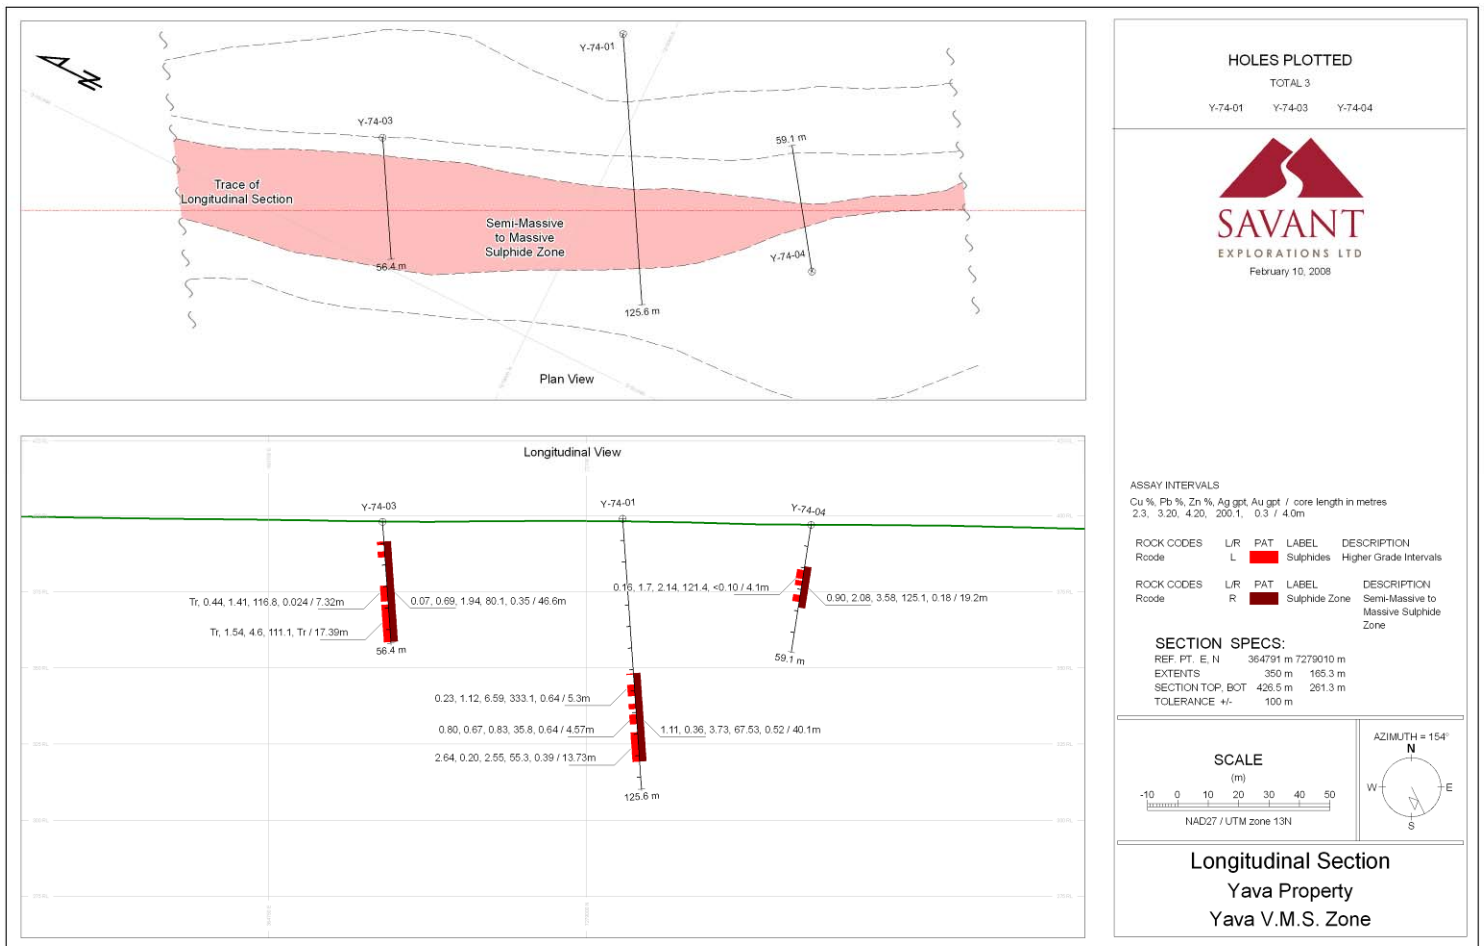 Y-74-01
N
Y-74-03
59.1 m
Trace of
Longitudinal Section
Semi-Massive
to Massive
Sulphide Zone
56.4 m
Y-74-04
125.6 m
Plan View
Longitudinal View
Y-74-03
Y-74-01
Y-74-04
0.16, 1.7, 2.14, 121.4, <0.10 / 4.1m
0.90, 2.08, 3.58, 125.1, 0.18 / 19.2m
Tr, 0.44, 1.41, 116.8, 0.024 / 7.32m
0.07, 0.69, 1.94, 80.1, 0.35 / 46.6m
Tr, 1.54, 4.6, 111.1, Tr / 17.39m
56.4 m
59.1 m
0.23, 1.12, 6.59, 333.1, 0.64 / 5.3m
0.80, 0.67, 0.83, 35.8, 0.64 / 4.57m
1.11, 0.36, 3.73, 67.53, 0.52 / 40.1m
2.64, 0.20, 2.55, 55.3, 0.39 / 13.73m
125.6 m
HOLES PLOTTED
TOTAL 3
Y-74-01 Y-74-03 Y-74-04
SAVANT
EXPLORATIONS LTD
February 10, 2008
ASSAY INTERVALS
Cu %, Pb %, Zn %, Ag gpt, Au gpt / core length in metres
2.3, 3.20, 4.20, 200.1, 0.3 / 4.0m
ROCK CODES L/R PAT LABEL DESCRIPTION
Rcode L Sulphides Higher Grade Intervals
ROCK CODES L/R PAT LABEL DESCRIPTION
Rcode R Sulphide Zone Semi-Massive to
Massive Sulphide
Zone
SECTION SPECS:
REF. PT. E, N 364791 m 7279010 m
EXTENTS 350 m 165.3 m
SECTION TOP, BOT 426.5 m 261.3 m
TOLERANCE +/- 100 m
SCALE
(m)
-10 0 10 20 30 40 50
NAD27 / UTM zone 13N
AZIMUTH = 154°
N
W E
S
Longitudinal Section
Yava Property
Yava V.M.S. Zone